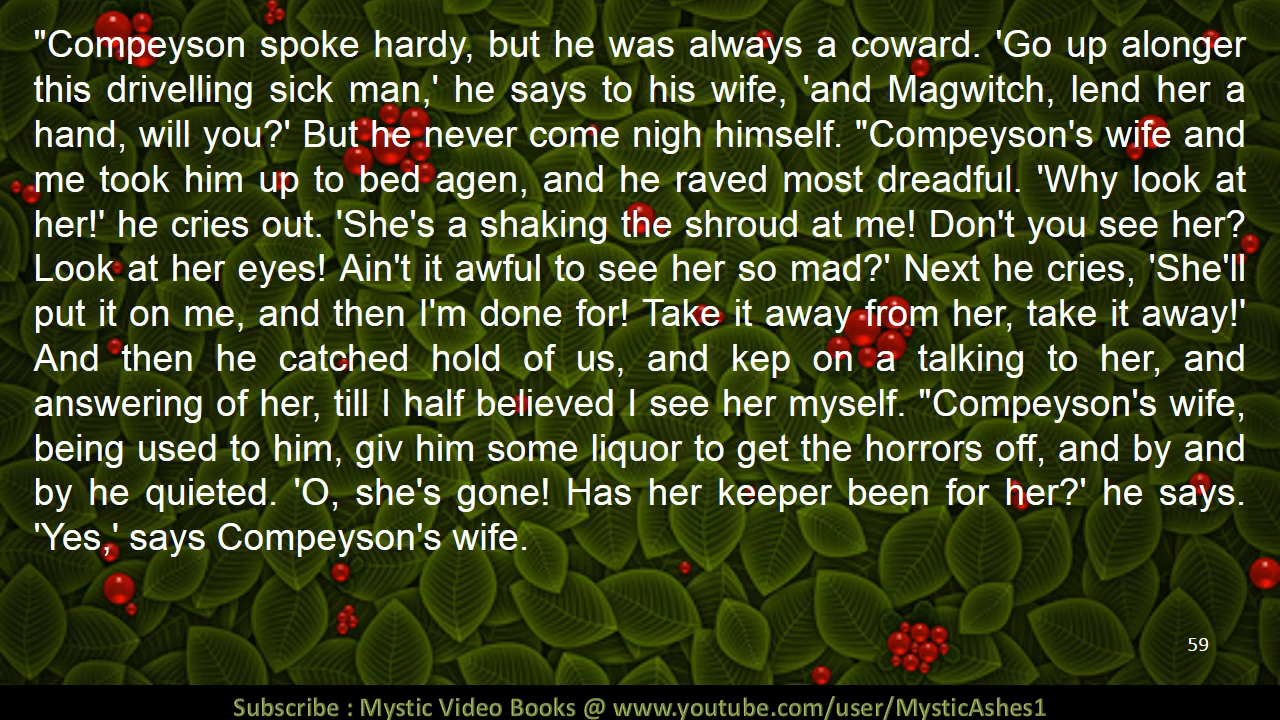 "Compeyson spoke hardy, but he was always a coward. 'Go up alonger
this drivelling sick man,' he says to his wife, 'and Magwitch, lend her a
hand, will you?' But he never come nigh himself. "Compeyson's wife and
me took him up to bed agen, and he raved most dreadful. 'Why look at
her!' he cries out. 'She's a shaking the shroud at me! Don't you see her?
Look at her eyes! Ain't it awful to see her so mad?' Next he cries, 'She'll
put it on me, and then I'm done for! Take it away from her, take it away!'
And then he catched hold of us, and kep on a talking to her, and
answering of her, till I half believed I see her myself. "Compeyson's wife,
being used to him, giv him some liquor to get the horrors off, and by and
by he quieted. 'O, she's gone! Has her keeper been for her?' he says.
'Yes,' says Compeyson's wife.
59
Subscribe : Mystic Video Books @ www.youtube.com/user/MysticAshes1